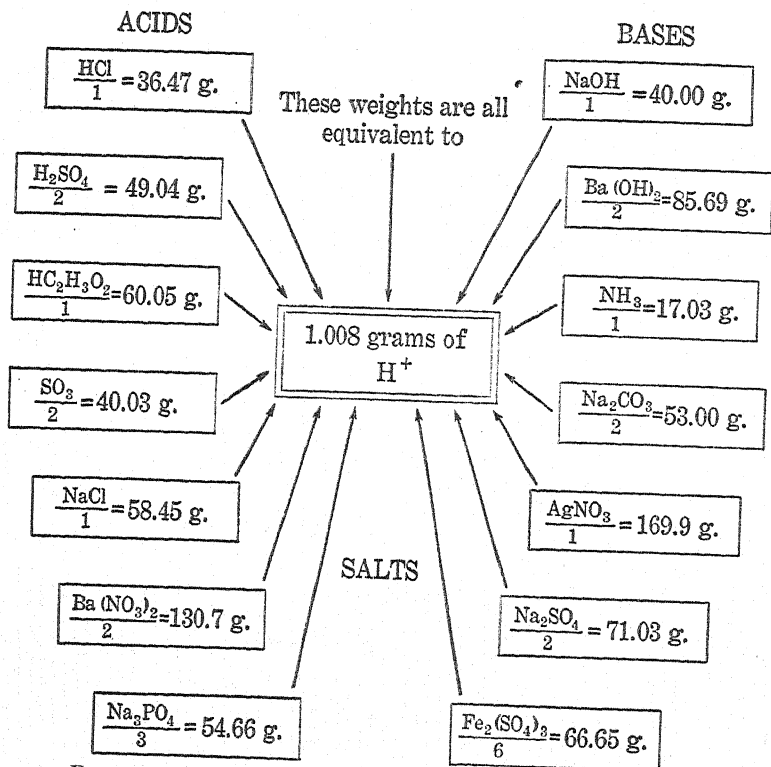 ACIDS
BASES
HCl/1 = 36.47 g.
These weights are all
equivalent to
NaOH/1 = 40.00 g.
H₂SO₄/2 = 49.04 g.
Ba(OH)₂/2 = 85.69 g.
HC₂H₃O₂/1 = 60.05 g.
NH₃/1 = 17.03 g.
1.008 grams of
H⁺
SO₃/2 = 40.03 g.
Na₂CO₃/2 = 53.00 g.
NaCl/1 = 58.45 g.
AgNO₃/1 = 169.9 g.
SALTS
Ba(NO₃)₂/2 = 130.7 g.
Na₂SO₄/2 = 71.03 g.
Na₃PO₄/3 = 54.66 g.
Fe₂(SO₄)₃/6 = 66.65 g.